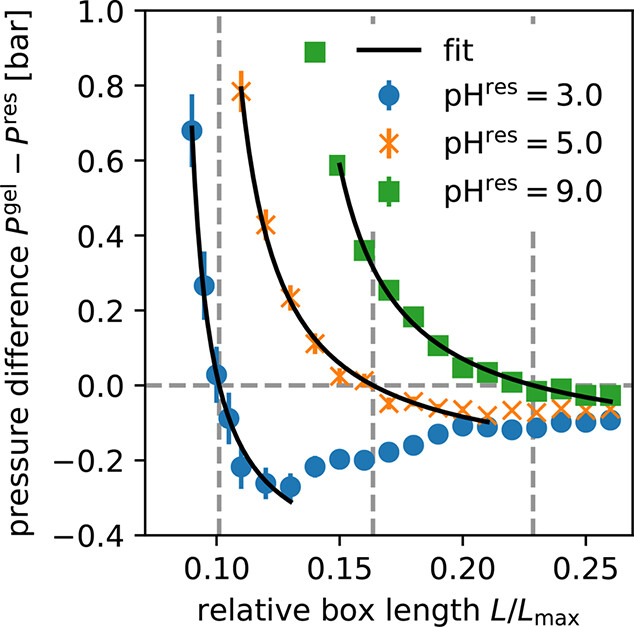 pressure difference P^gel − P^res [bar]
1.0
0.8
0.6
0.4
0.2
0.0
−0.2
−0.4
fit
pH^res = 3.0
pH^res = 5.0
pH^res = 9.0
0.10 0.15 0.20 0.25
relative box length L/L_max